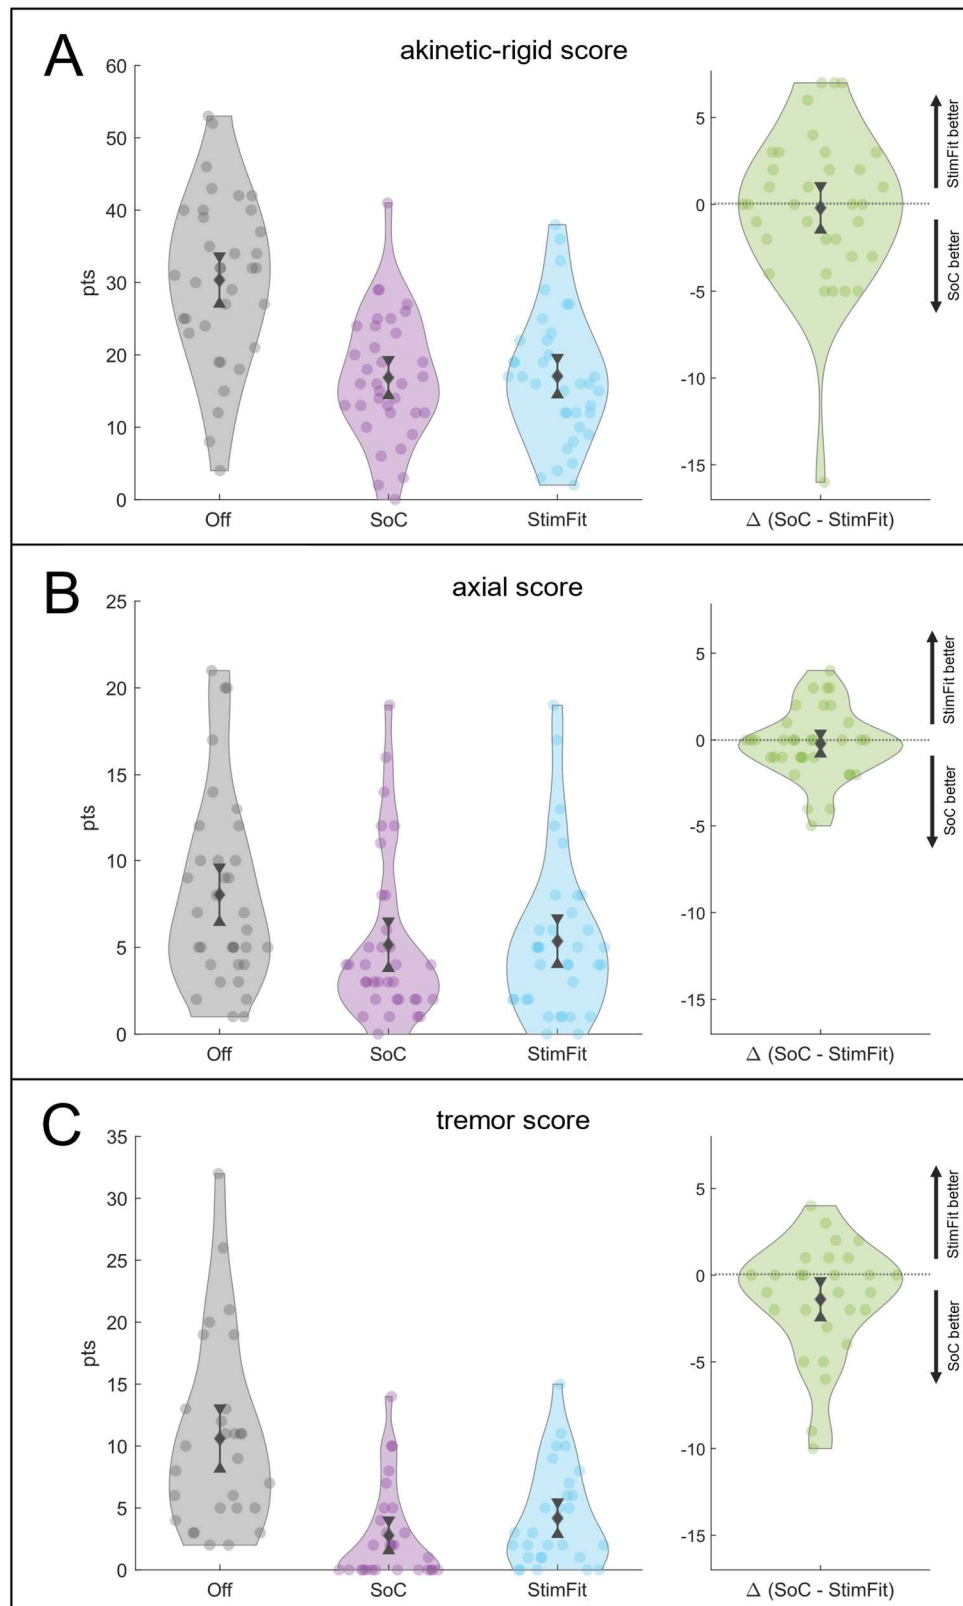 A
akinetic-rigid score
60
50
40
30
20
10
0
pts
Off
SoC
StimFit
5
0
-5
-10
-15
Δ (SoC - StimFit)
StimFit better
SoC better
B
axial score
25
20
15
10
5
0
pts
Off
SoC
StimFit
5
0
-5
-10
-15
Δ (SoC - StimFit)
StimFit better
SoC better
C
tremor score
35
30
25
20
15
10
5
0
pts
Off
SoC
StimFit
5
0
-5
-10
-15
Δ (SoC - StimFit)
StimFit better
SoC better